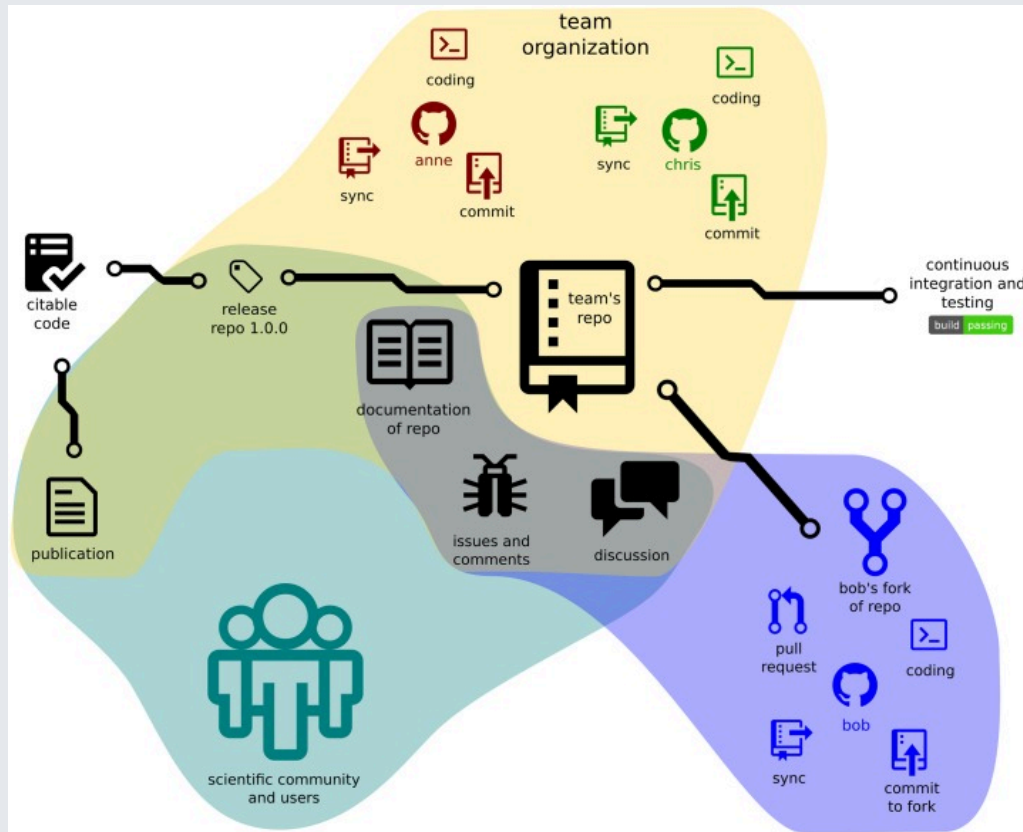 team
organization
coding
coding
anne
sync
commit
sync
chris
commit
citable
code
release
repo 1.0.0
team's
repo
continuous
integration and
testing
build passing
documentation
of repo
publication
issues and
comments
discussion
bob's fork
of repo
pull
request
coding
bob
sync
commit
to fork
scientific community
and users